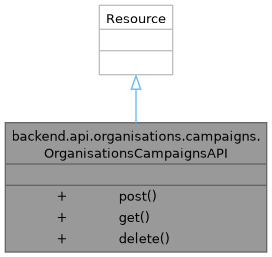 Resource
backend.api.organisations.campaigns.
OrganisationsCampaignsAPI
+ post()
+ get()
+ delete()